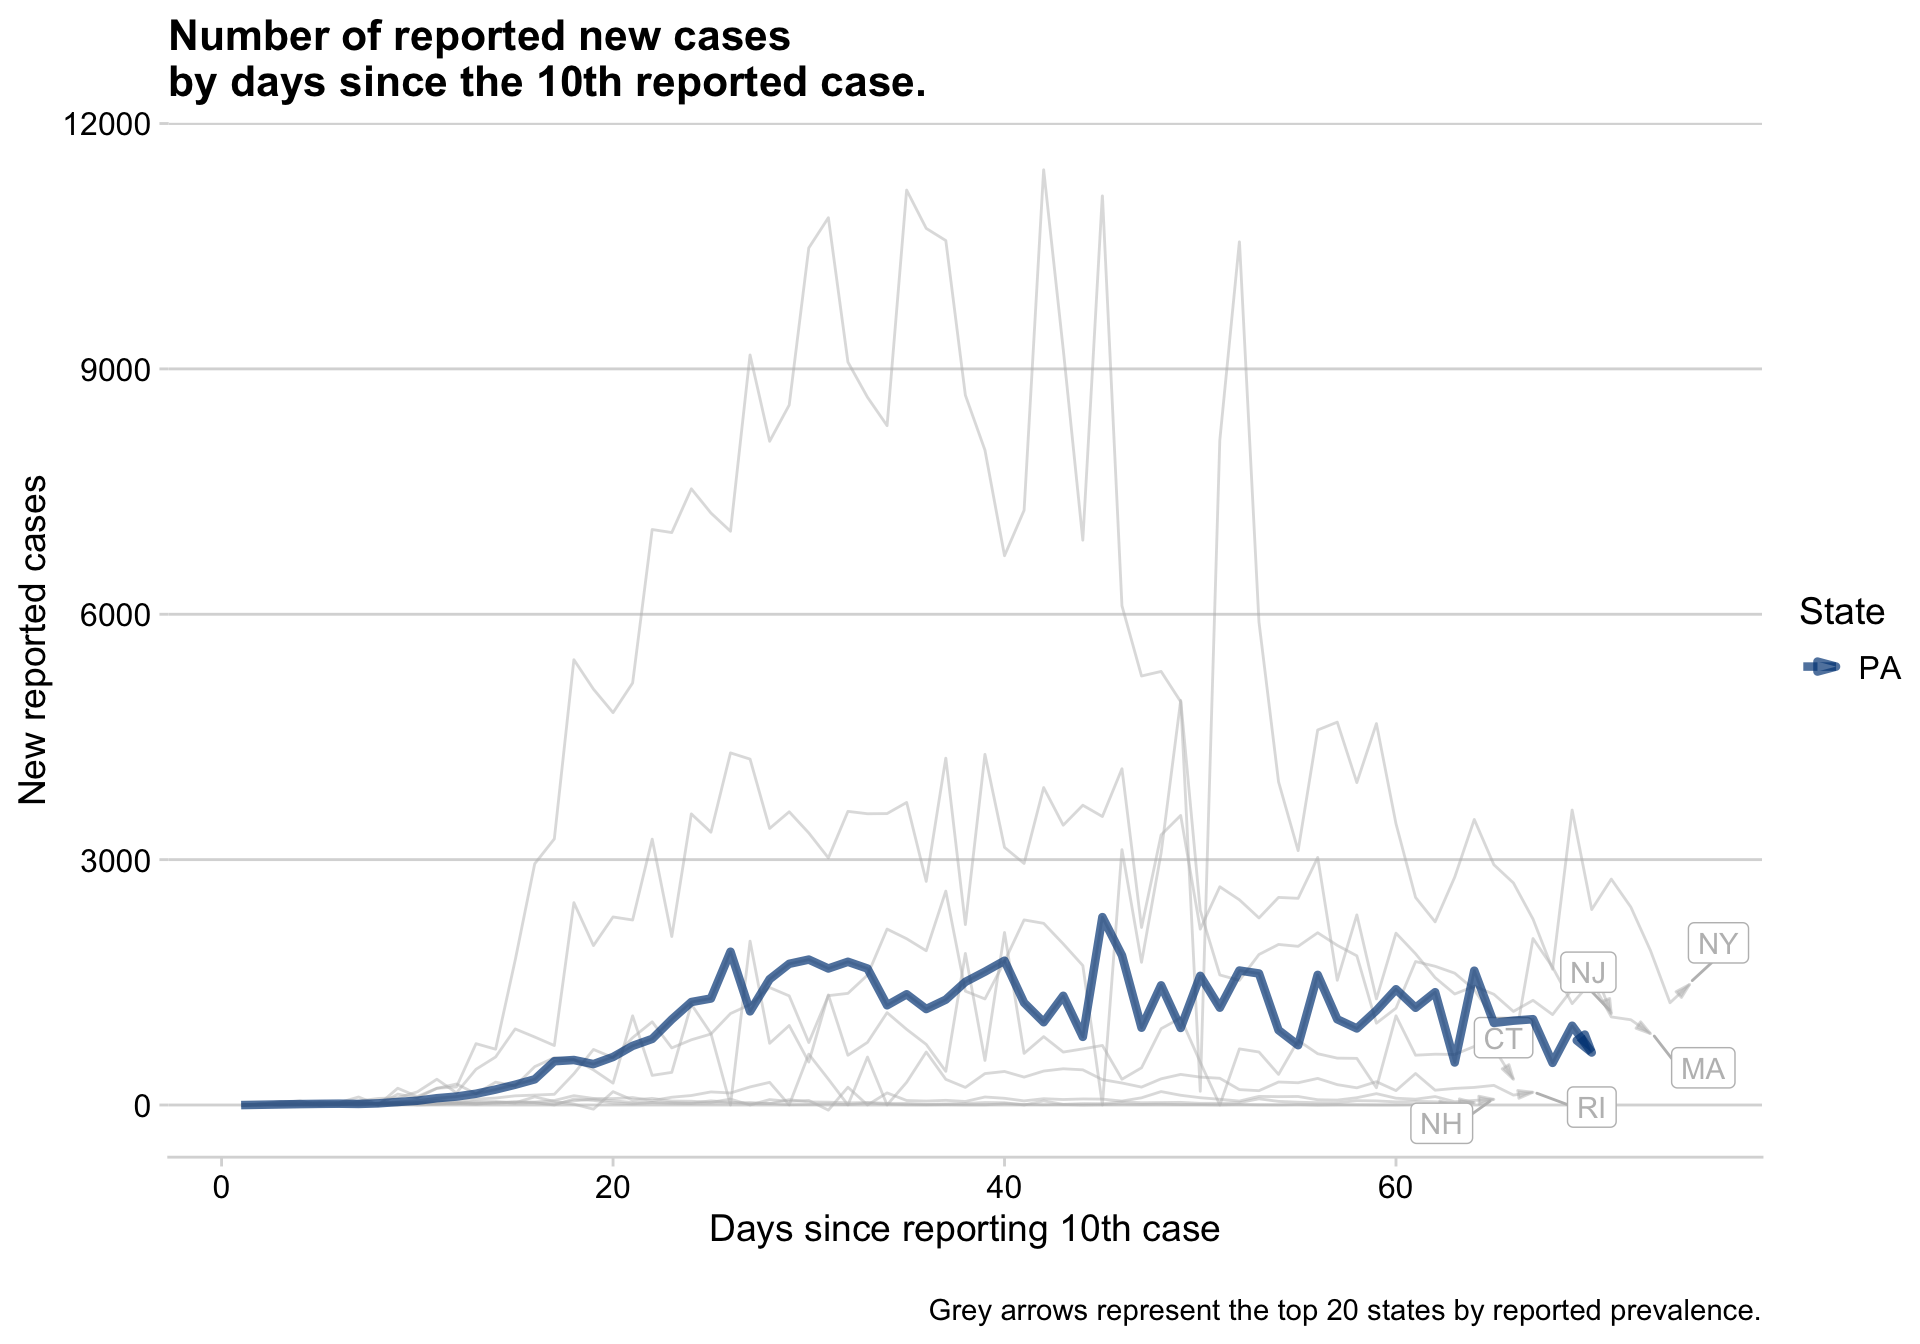 Number of reported new cases
by days since the 10th reported case.
12000
9000
6000
3000
0
New reported cases
NY
NJ
CT
MA
RI
NH
State
PA
0
20
40
60
Days since reporting 10th case
Grey arrows represent the top 20 states by reported prevalence.